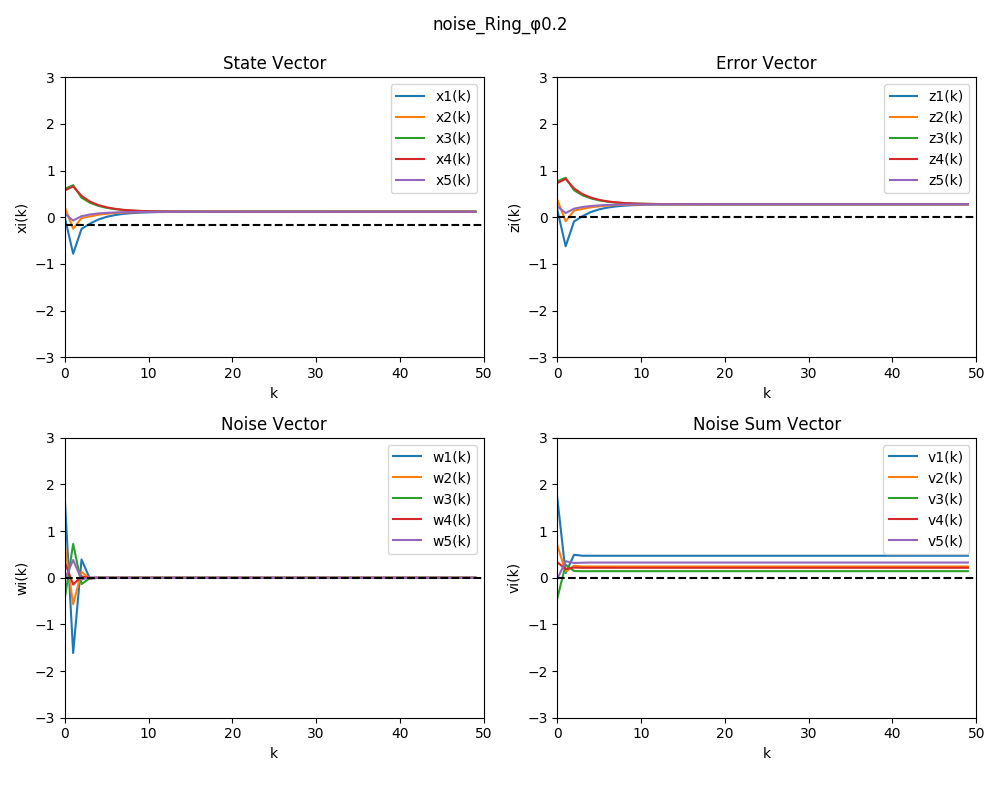 noise_Ring_φ0.2
State Vector
3
2
1
0
−1
−2
−3
xi(k)
0 10 20 30 40 50
k
x1(k)
x2(k)
x3(k)
x4(k)
x5(k)
Error Vector
3
2
1
0
−1
−2
−3
zi(k)
0 10 20 30 40 50
k
z1(k)
z2(k)
z3(k)
z4(k)
z5(k)
Noise Vector
3
2
1
0
−1
−2
−3
wi(k)
0 10 20 30 40 50
k
w1(k)
w2(k)
w3(k)
w4(k)
w5(k)
Noise Sum Vector
3
2
1
0
−1
−2
−3
vi(k)
0 10 20 30 40 50
k
v1(k)
v2(k)
v3(k)
v4(k)
v5(k)